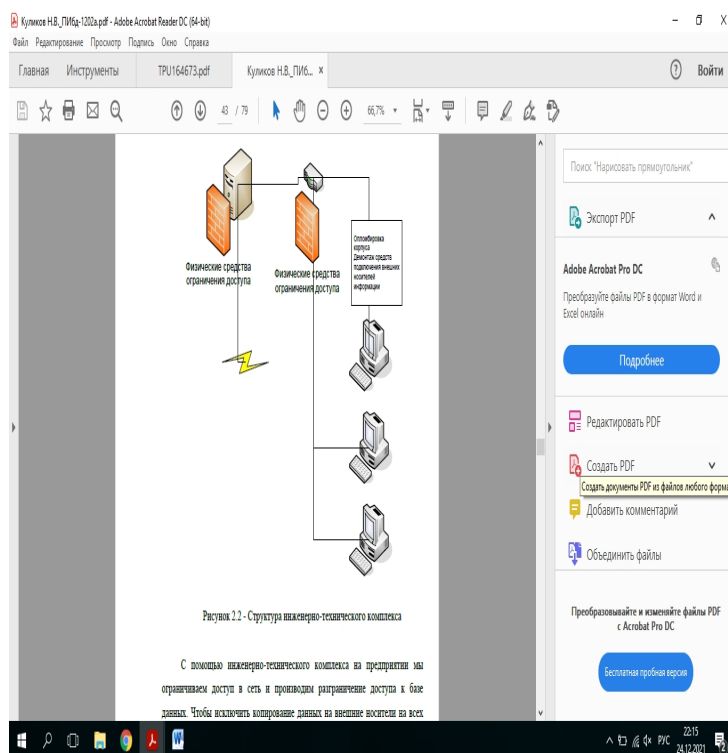 Куликов Н.В._ПИбд-1202a.pdf - Adobe Acrobat Reader DC (64-bit)
Файл Редактирование Просмотр Подпись Окно Справка
Главная Инструменты TPU164673.pdf Куликов Н.В._ПИб... × ? Войти
43 / 79 66,7%
Физические средства
ограничения доступа
Физические средства
ограничения доступа
Опломбировка
корпуса
Демонтаж средств
подключения внешних
носителей
информации
Рисунок 2.2 - Структура инженерно-технического комплекса
С помощью инженерно-технического комплекса на предприятии мы
ограничиваем доступ в сеть и производим разграничение доступа к базе
данных. Чтобы исключить копирование данных на внешние носители на всех
Поиск "Нарисовать прямоугольник"
Экспорт PDF
Adobe Acrobat Pro DC
Преобразуйте файлы PDF в формат Word и
Excel онлайн
Подробнее
Редактировать PDF
Создать PDF
Создать документы PDF из файлов любого форма
Добавить комментарий
Объединить файлы
Преобразовывайте и изменяйте файлы PDF
с Acrobat Pro DC
Бесплатная пробная версия
РУС
22:15
24.12.2021